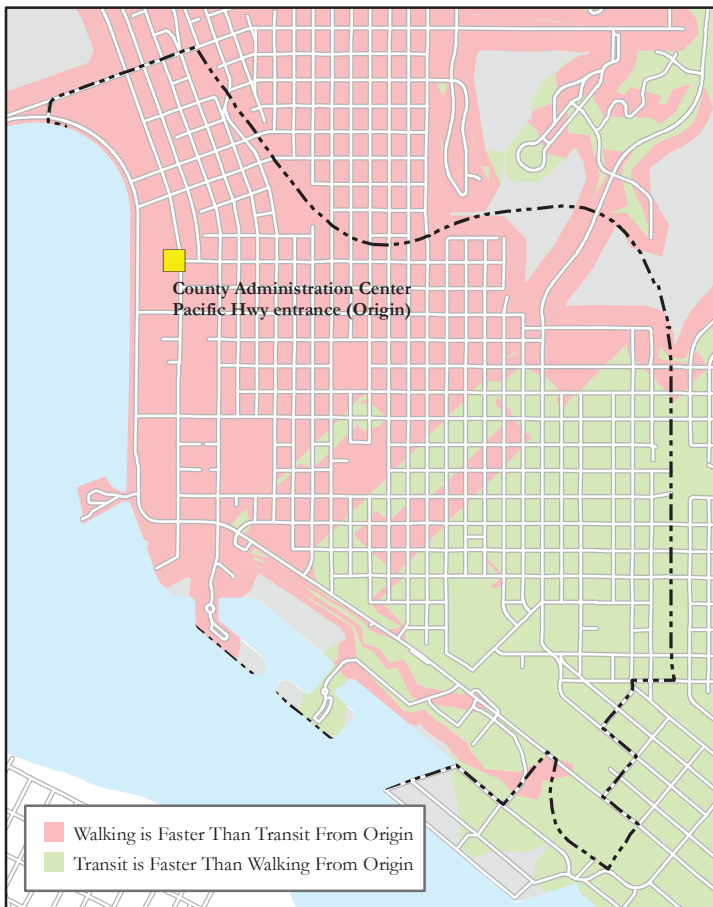 County Administration Center
Pacific Hwy entrance (Origin)
Walking is Faster Than Transit From Origin
Transit is Faster Than Walking From Origin